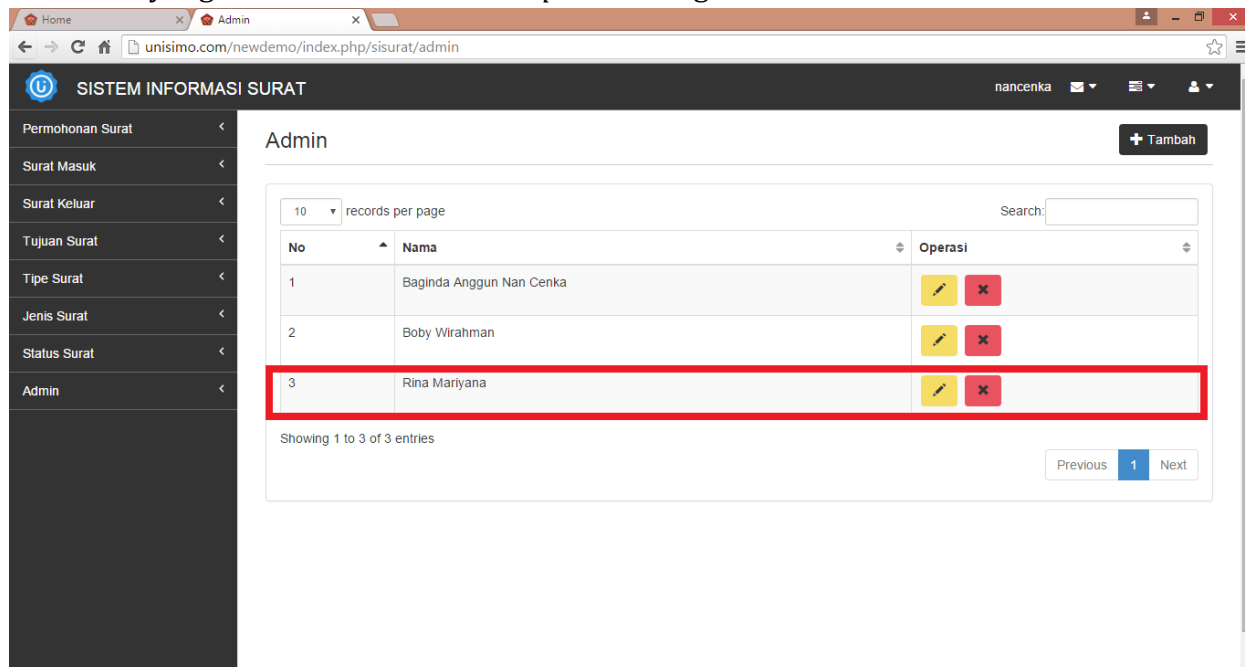 Home
Admin
unisimo.com/newdemo/index.php/sisurat/admin
SISTEM INFORMASI SURAT
nancenka
Permohonan Surat
Surat Masuk
Surat Keluar
Tujuan Surat
Tipe Surat
Jenis Surat
Status Surat
Admin
Admin
Tambah
10 records per page
Search:
No Nama Operasi
1 Baginda Anggun Nan Cenka
2 Boby Wirahman
3 Rina Mariyana
Showing 1 to 3 of 3 entries
Previous 1 Next